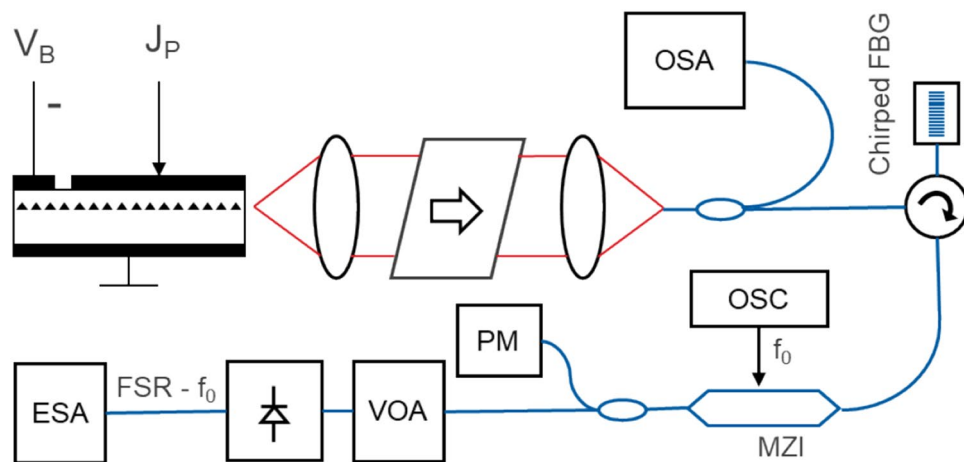 V_B
J_P
-
OSA
Chirped FBG
OSC
f_0
PM
ESA
FSR - f_0
VOA
MZI